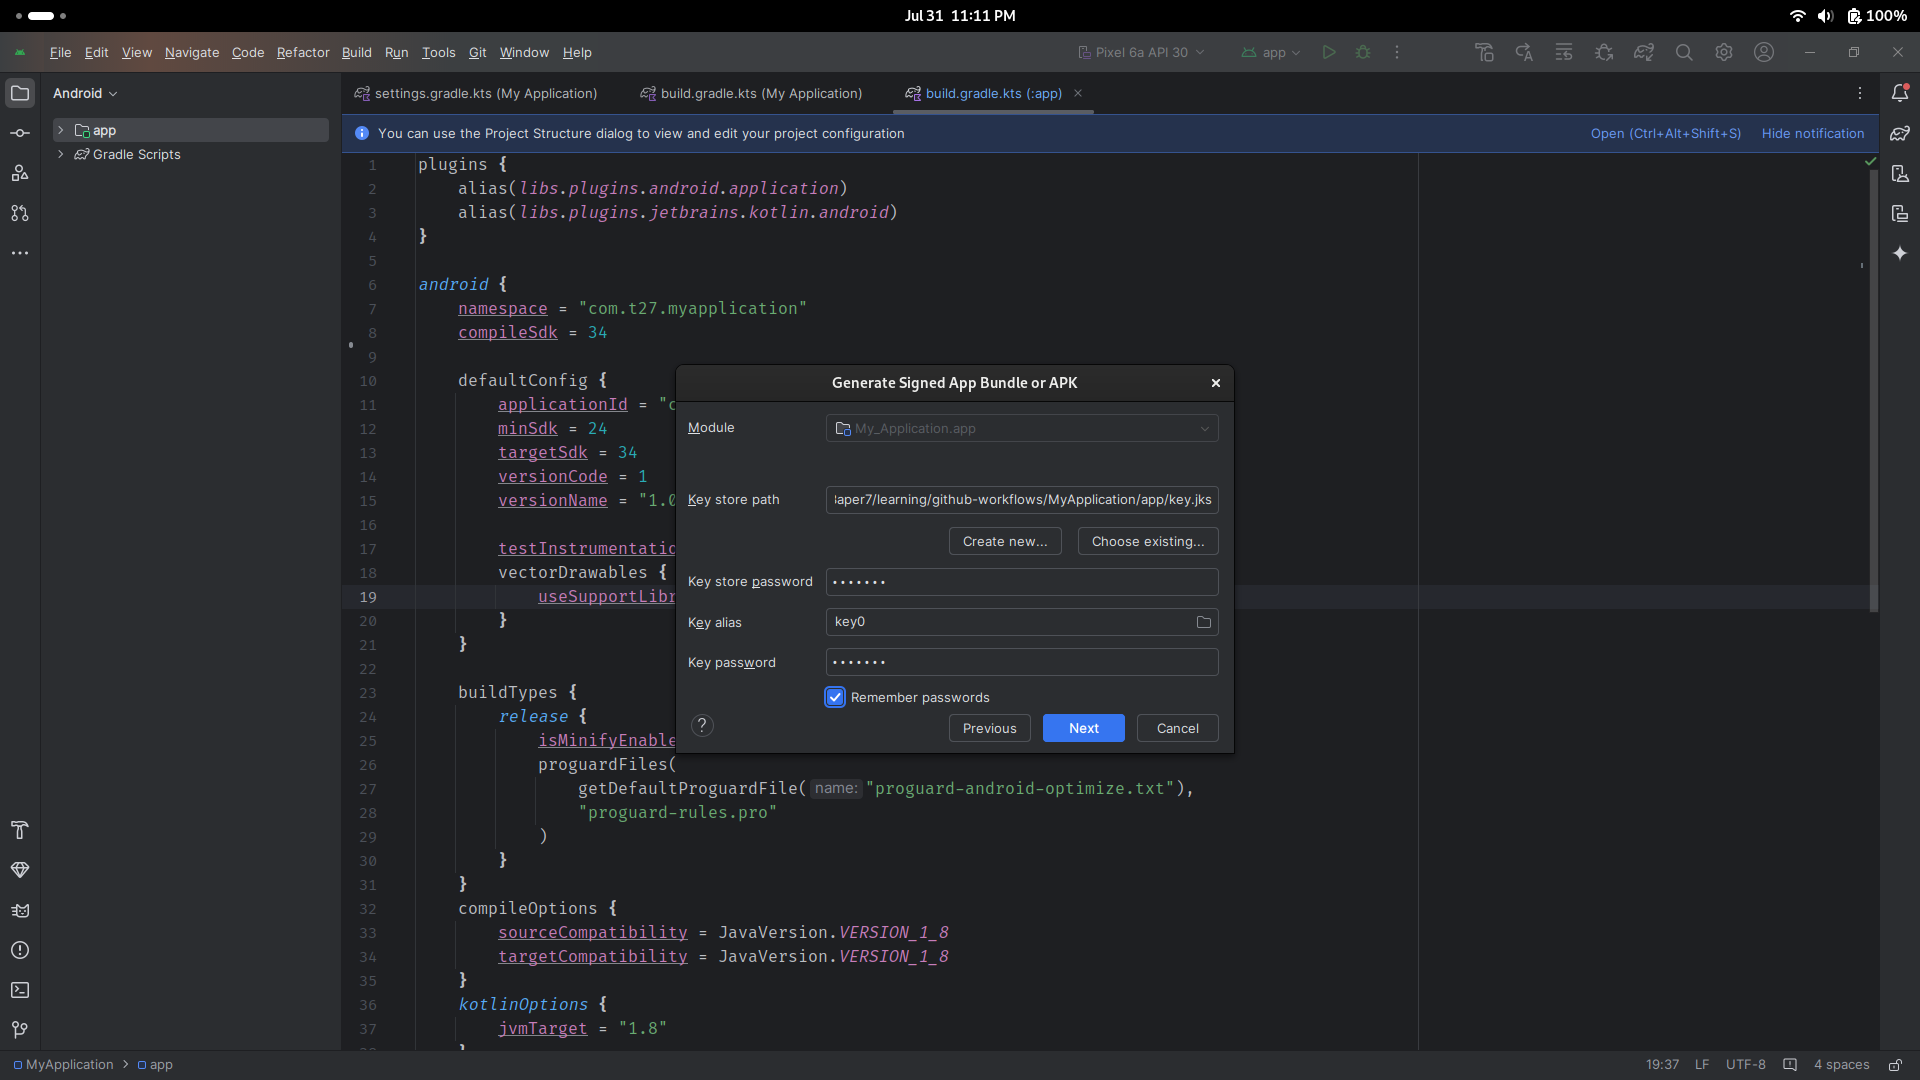 Jul 31 11:11 PM
100%
File Edit View Navigate Code Refactor Build Run Tools Git Window Help
Pixel 6a API 30
app
Android
settings.gradle.kts (My Application)
build.gradle.kts (My Application)
build.gradle.kts (:app)
app
Gradle Scripts
You can use the Project Structure dialog to view and edit your project configuration
Open (Ctrl+Alt+Shift+S) Hide notification
1 plugins {
2 alias(libs.plugins.android.application)
3 alias(libs.plugins.jetbrains.kotlin.android)
4 }
5
6 android {
7 namespace = "com.t27.myapplication"
8 compileSdk = 34
9
10 defaultConfig {
11 applicationId = "c
12 minSdk = 24
13 targetSdk = 34
14 versionCode = 1
15 versionName = "1.0
16
17 testInstrumentatio
18 vectorDrawables {
19 useSupportLibr
20 }
21 }
22
23 buildTypes {
24 release {
25 isMinifyEnable
26 proguardFiles(
27 getDefaultProguardFile( name: "proguard-android-optimize.txt"),
28 "proguard-rules.pro"
29 )
30 }
31 }
32 compileOptions {
33 sourceCompatibility = JavaVersion.VERSION_1_8
34 targetCompatibility = JavaVersion.VERSION_1_8
35 }
36 kotlinOptions {
37 jvmTarget = "1.8"
Generate Signed App Bundle or APK
Module
My_Application.app
Key store path
aper7/learning/github-workflows/MyApplication/app/key.jks
Create new...
Choose existing...
Key store password
•••••••
Key alias
key0
Key password
•••••••
Remember passwords
?
Previous
Next
Cancel
MyApplication > app
19:37 LF UTF-8 4 spaces